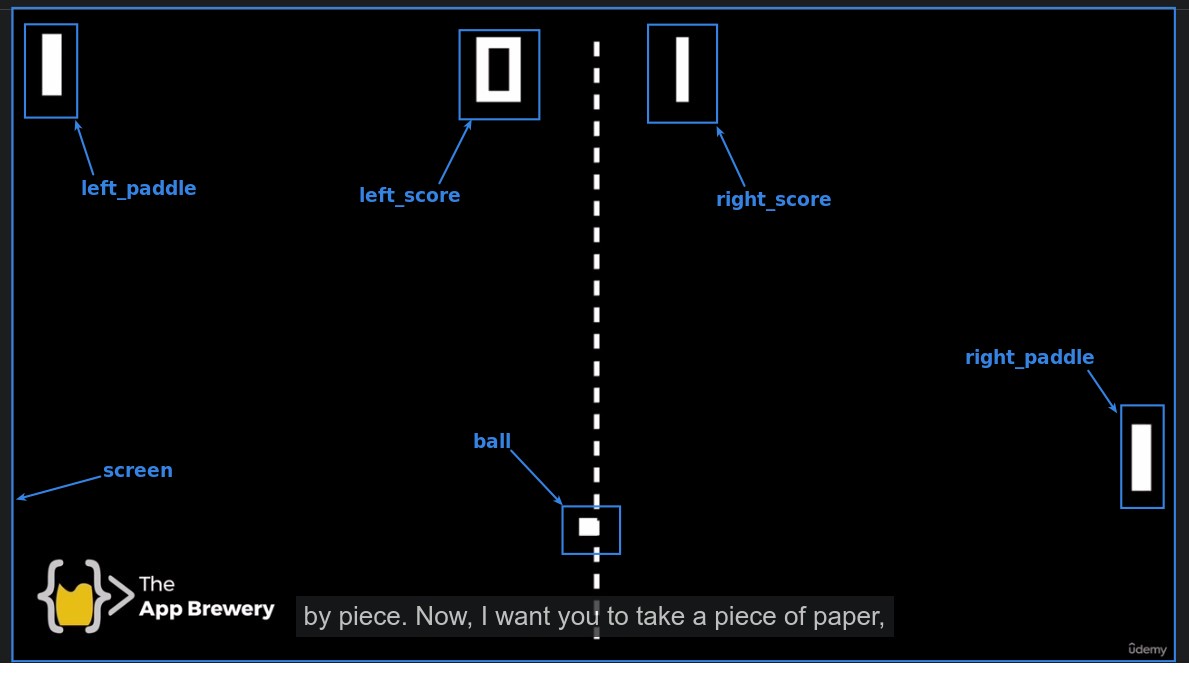 0 1
left_paddle
left_score
right_score
right_paddle
ball
screen
The
App Brewery
by piece. Now, I want you to take a piece of paper,
ûdemy